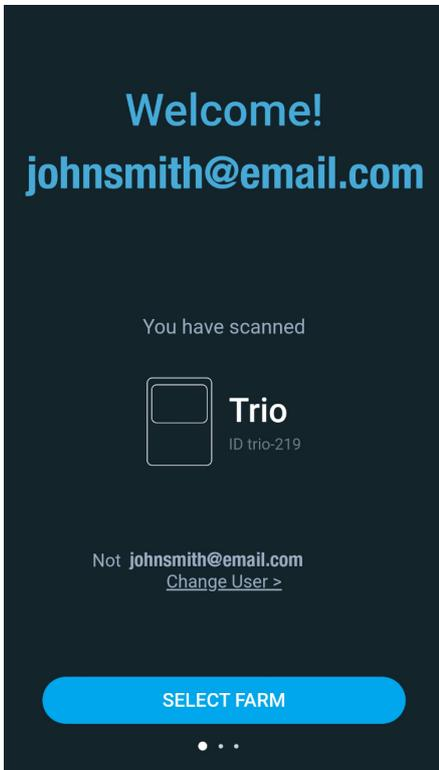 Welcome!
johnsmith@email.com
You have scanned
Trio
ID trio-219
Not johnsmith@email.com
Change User >
SELECT FARM